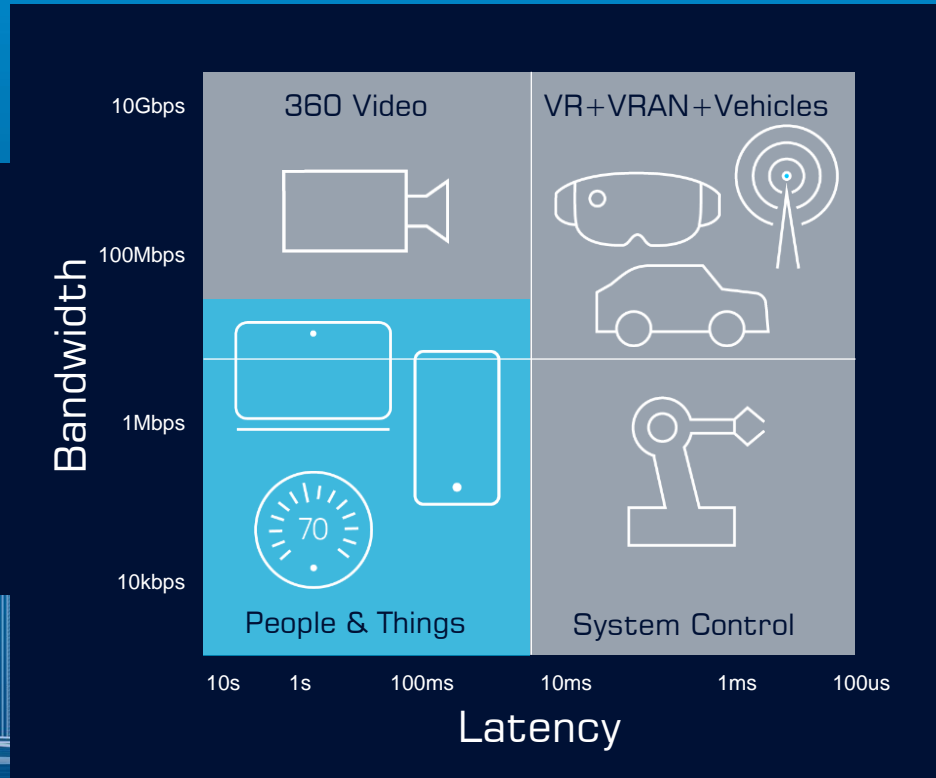 360 Video
VR+VRAN+Vehicles
10Gbps
100Mbps
Bandwidth
1Mbps
70
10kbps
People & Things
System Control
10s 1s 100ms 10ms 1ms 100us
Latency